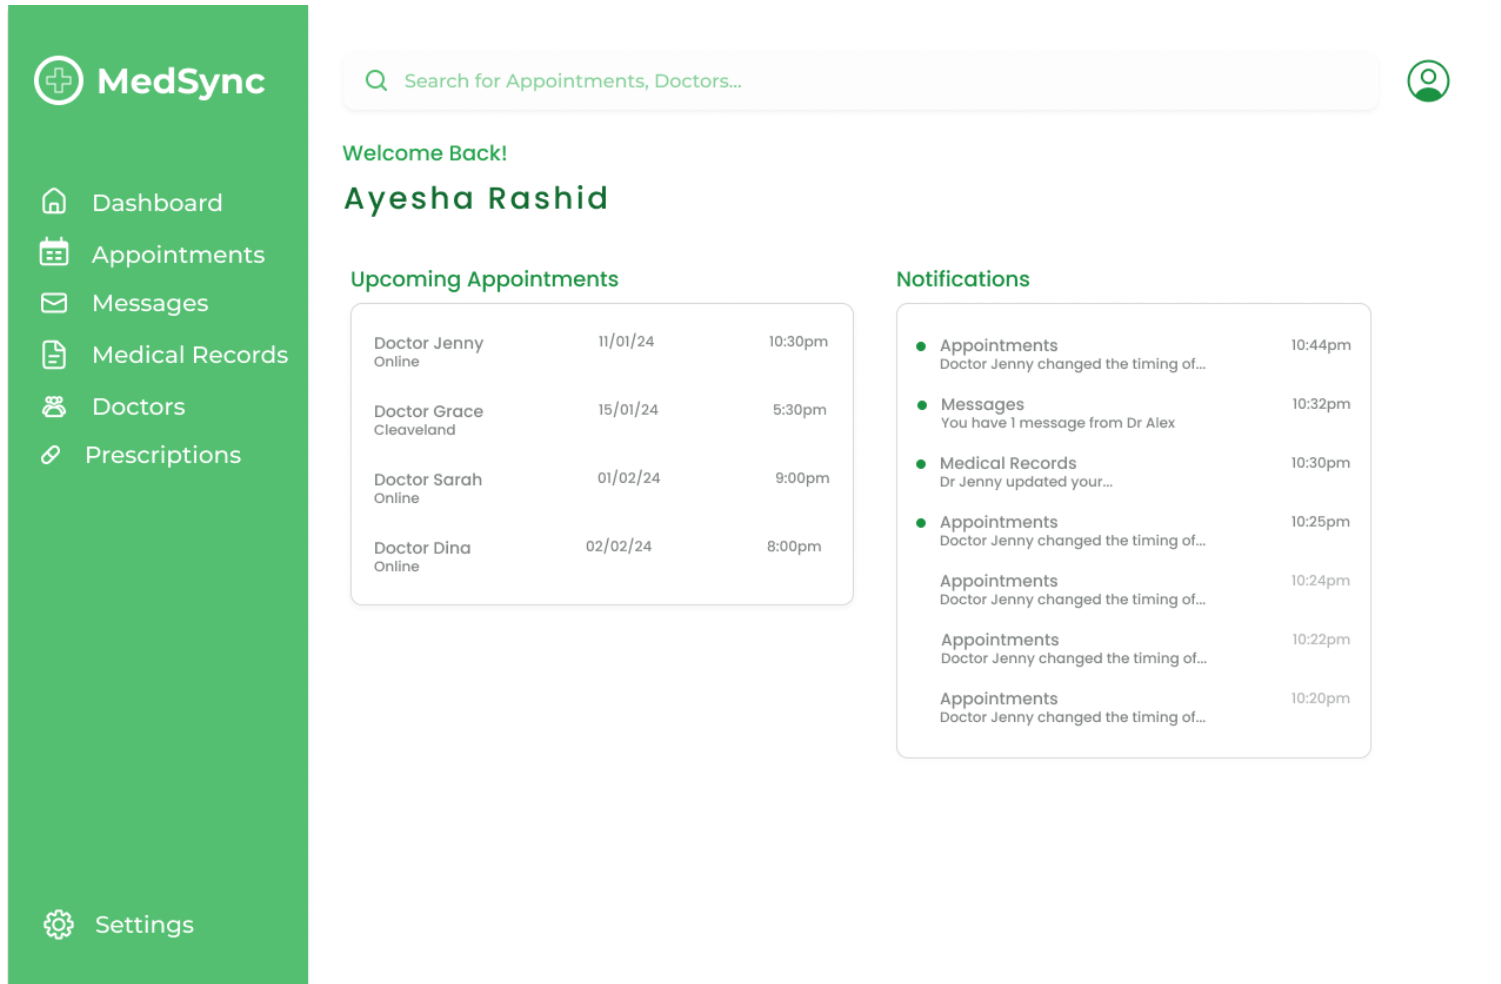 MedSync
Dashboard
Appointments
Messages
Medical Records
Doctors
Prescriptions
Settings
Search for Appointments, Doctors...
Welcome Back!
Ayesha Rashid
Upcoming Appointments
Doctor Jenny 11/01/24 10:30pm
Online
Doctor Grace 15/01/24 5:30pm
Cleaveland
Doctor Sarah 01/02/24 9:00pm
Online
Doctor Dina 02/02/24 8:00pm
Online
Notifications
Appointments 10:44pm
Doctor Jenny changed the timing of...
Messages 10:32pm
You have 1 message from Dr Alex
Medical Records 10:30pm
Dr Jenny updated your...
Appointments 10:25pm
Doctor Jenny changed the timing of...
Appointments 10:24pm
Doctor Jenny changed the timing of...
Appointments 10:22pm
Doctor Jenny changed the timing of...
Appointments 10:20pm
Doctor Jenny changed the timing of...